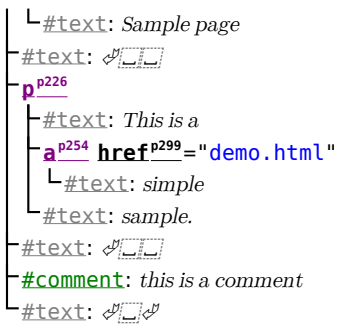 #text: Sample page
#text: ⏎␣␣
p p226
#text: This is a
a p254 href p299="demo.html"
#text: simple
#text: sample.
#text: ⏎␣␣
#comment: this is a comment
#text: ⏎␣⏎